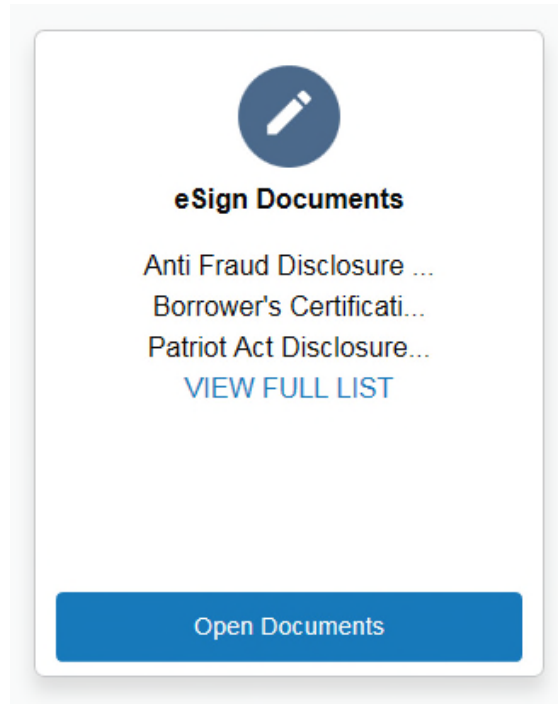 eSign Documents
Anti Fraud Disclosure ...
Borrower's Certificati...
Patriot Act Disclosure...
VIEW FULL LIST
Open Documents